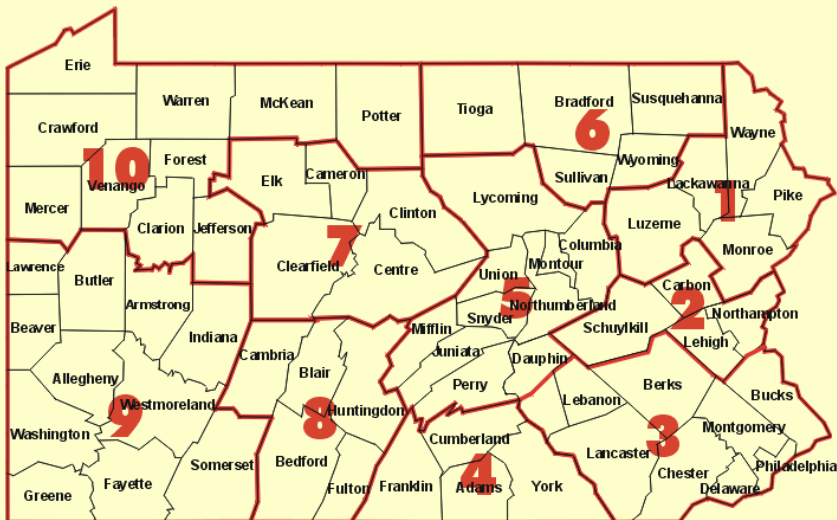 Erie
Warren
McKean
Potter
Tioga
Bradford
Susquehanna
Wayne
Crawford
Forest
6
Wyoming
10
Venango
Elk
Cameron
Sullivan
Lackawanna
1
Pike
Mercer
Clarion
Jefferson
Clinton
Lycoming
Luzerne
Monroe
Lawrence
Butler
Clearfield
7
Centre
Union
Montour
Columbia
Carbon
Beaver
Armstrong
Indiana
Mifflin
Snyder
5
Northumberland
Schuylkill
2
Northampton
Lehigh
Allegheny
Cambria
Blair
Juniata
Dauphin
Perry
Washington
9
Westmoreland
8
Huntingdon
Lebanon
Berks
Bucks
Cumberland
3
Montgomery
Greene
Fayette
Somerset
Bedford
Fulton
Franklin
4
Adams
York
Lancaster
Chester
Delaware
Philadelphia